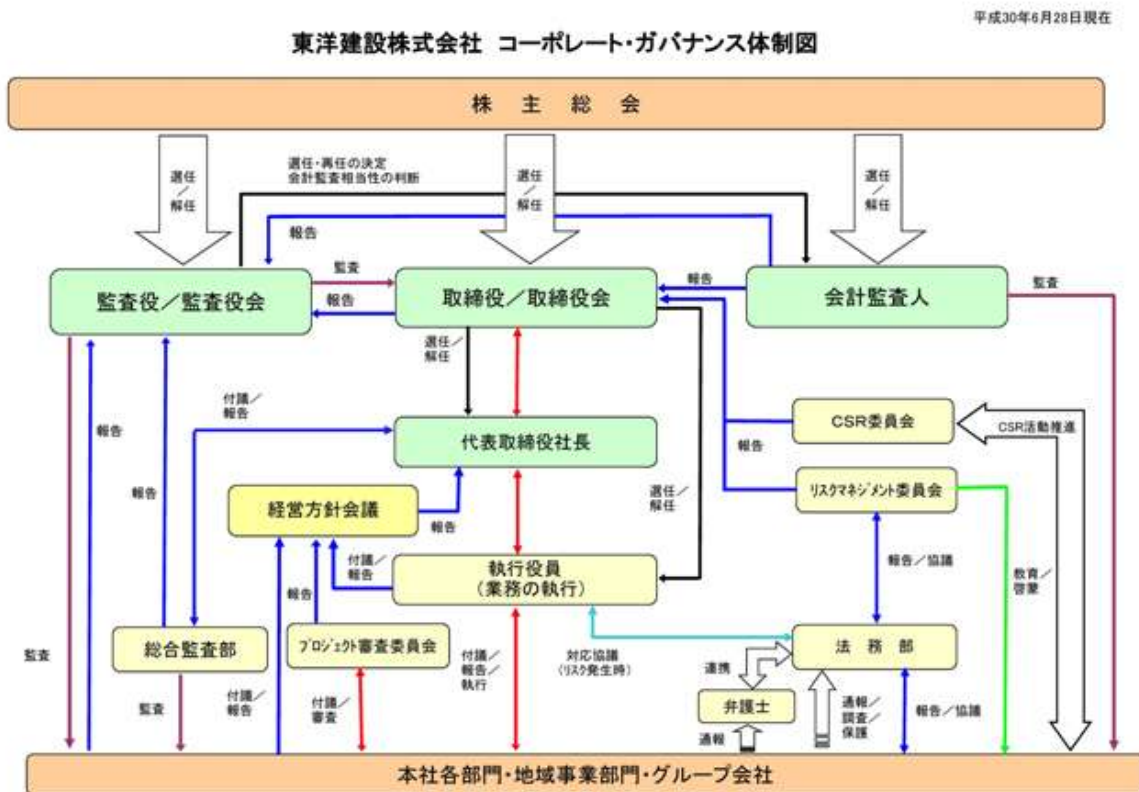 平成30年6月28日現在
東洋建設株式会社 コーポレート・ガバナンス体制図
株 主 総 会
選任
／
解任
選任・再任の決定
会計監査相当性の判断
選任
／
解任
選任
／
解任
報告
監査役／監査役会
監査
報告
取締役／取締役会
報告
会計監査人
監査
選任／
解任
付議／
報告
代表取締役社長
CSR委員会
CSR活動推進
報告
報告
報告
経営方針会議
報告
選任／
解任
リスクマネジメント委員会
付議／
報告
執行役員
(業務の執行)
報告／協議
教育／
啓蒙
報告
総合監査部
プロジェクト審査委員会
監査
付議／
報告／
執行
対応協議
(リスク発生時)
法 務 部
連携
弁護士
監査
付議／
報告
付議／
審査
通報
通報／
調査／
保護
報告／協議
本社各部門・地域事業部門・グループ会社